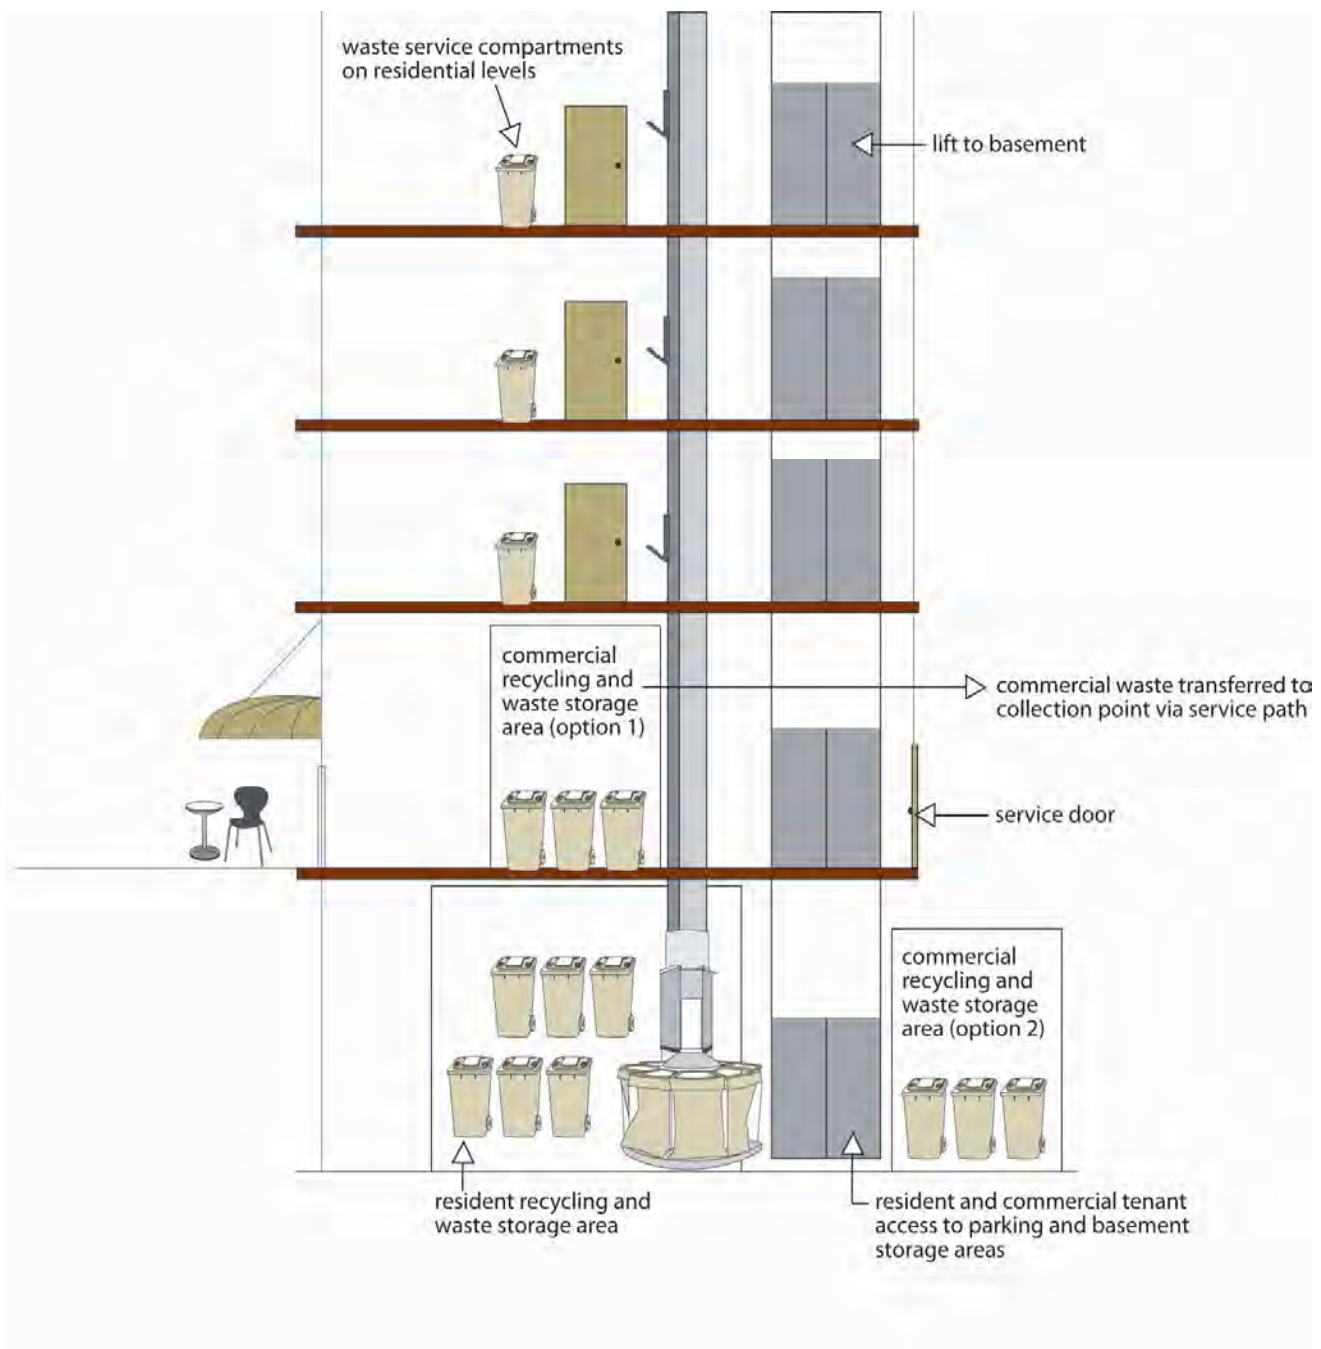 waste service compartments
on residential levels
lift to basement
commercial
recycling and
waste storage
area (option 1)
commercial waste transferred to
collection point via service path
service door
commercial
recycling and
waste storage
area (option 2)
resident recycling and
waste storage area
resident and commercial tenant
access to parking and basement
storage areas